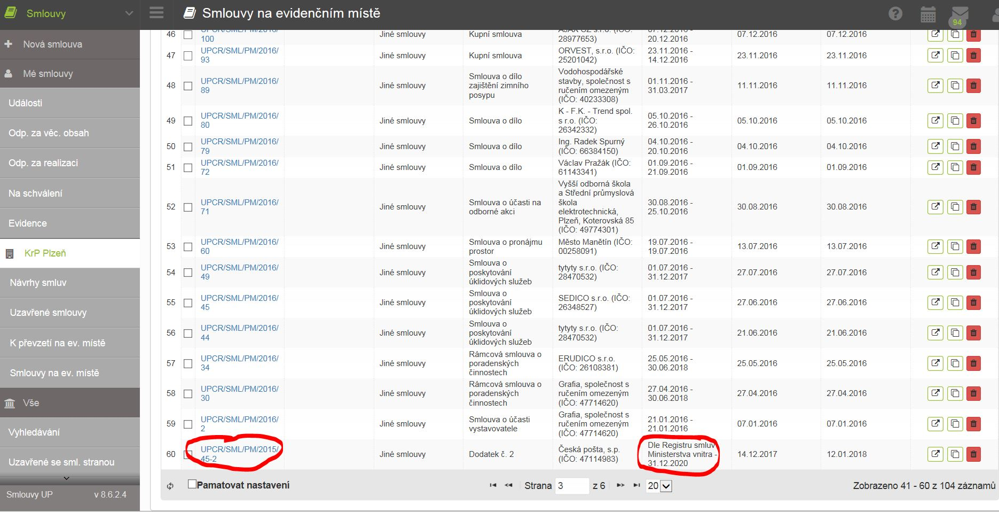 Smlouvy
Smlouvy na evidenčním místě
94
Nová smlouva
Mé smlouvy
Události
Odp. za věc. obsah
Odp. za realizaci
Na schválení
Evidence
KrP Plzeň
Návrhy smluv
Uzavřené smlouvy
K převzetí na ev. místě
Smlouvy na ev. místě
Vše
Vyhledávání
Uzavřené se sml. stranou
Smlouvy UP v 8.6.2.4
46
UPCR/SML/PM/2016/
100
Jiné smlouvy
Kupní smlouva
AJAX CZ s.r.o. (IČO:
28977653)
07.12.2016 -
20.12.2016
07.12.2016
07.12.2016
47
UPCR/SML/PM/2016/
93
Jiné smlouvy
Kupní smlouva
ORVEST, s.r.o. (IČO:
25201042)
23.11.2016 -
14.12.2016
23.11.2016
23.11.2016
48
UPCR/SML/PM/2016/
89
Jiné smlouvy
Smlouva o dílo
zajištění zimního
posypu
Vodohospodářské
stavby, společnost s
ručením omezeným
(IČO: 40233308)
01.11.2016 -
31.03.2017
11.11.2016
11.11.2016
49
UPCR/SML/PM/2016/
80
Jiné smlouvy
Smlouva o dílo
K - F.K. - Trend spol.
s r.o. (IČO:
26342332)
05.10.2016 -
26.10.2016
05.10.2016
05.10.2016
50
UPCR/SML/PM/2016/
79
Jiné smlouvy
Smlouva o dílo
Ing. Radek Spurný
(IČO: 66384150)
04.10.2016 -
20.10.2016
04.10.2016
04.10.2016
51
UPCR/SML/PM/2016/
72
Jiné smlouvy
Smlouva o dílo
Václav Pražák (IČO:
61143341)
01.09.2016 -
21.09.2016
01.09.2016
01.09.2016
52
UPCR/SML/PM/2016/
71
Jiné smlouvy
Smlouva o účasti na
odborné akci
Vyšší odborná škola
a Střední průmyslová
škola
elektrotechnická,
Plzeň, Koterovská 85
(IČO: 49774301)
30.08.2016 -
25.10.2016
30.08.2016
30.08.2016
53
UPCR/SML/PM/2016/
60
Jiné smlouvy
Smlouva o pronájmu
prostor
Město Manětín (IČO:
00258091)
19.07.2016 -
19.07.2016
13.07.2016
13.07.2016
54
UPCR/SML/PM/2016/
49
Jiné smlouvy
Smlouva o
poskytování
úklidových služeb
tytyty s.r.o. (IČO:
28470532)
01.07.2016 -
31.12.2017
27.07.2016
27.07.2016
55
UPCR/SML/PM/2016/
45
Jiné smlouvy
Smlouva o
poskytování
úklidových služeb
SEDICO s.r.o. (IČO:
26348527)
01.07.2016 -
31.12.2017
27.06.2016
27.06.2016
56
UPCR/SML/PM/2016/
44
Jiné smlouvy
Smlouva o
poskytování
úklidových služeb
tytyty s.r.o. (IČO:
28470532)
01.07.2016 -
31.12.2017
21.06.2016
21.06.2016
57
UPCR/SML/PM/2016/
34
Jiné smlouvy
Rámcová smlouva o
poradenských
činnostech
ERUDICO s.r.o.
(IČO: 26108381)
25.05.2016 -
30.06.2018
25.05.2016
25.05.2016
58
UPCR/SML/PM/2016/
30
Jiné smlouvy
Rámcová smlouva o
poradenských
činnostech
Grafia, společnost s
ručením omezeným
(IČO: 47714620)
27.04.2016 -
30.06.2018
27.04.2016
27.04.2016
59
UPCR/SML/PM/2016/
2
Jiné smlouvy
Smlouva o účasti
vystavovatele
Grafia, společnost s
ručením omezeným
(IČO: 47714620)
21.01.2016 -
21.01.2016
07.01.2016
07.01.2016
60
UPCR/SML/PM/2015/
45-2
Jiné smlouvy
Dodatek č. 2
Česká pošta, s.p.
(IČO: 47114983)
Dle Registru smluv
Ministerstva vnitra -
31.12.2020
14.12.2017
12.01.2018
Pamatovat nastavení
Strana 3 z 6 20
Zobrazeno 41 - 60 z 104 záznamů